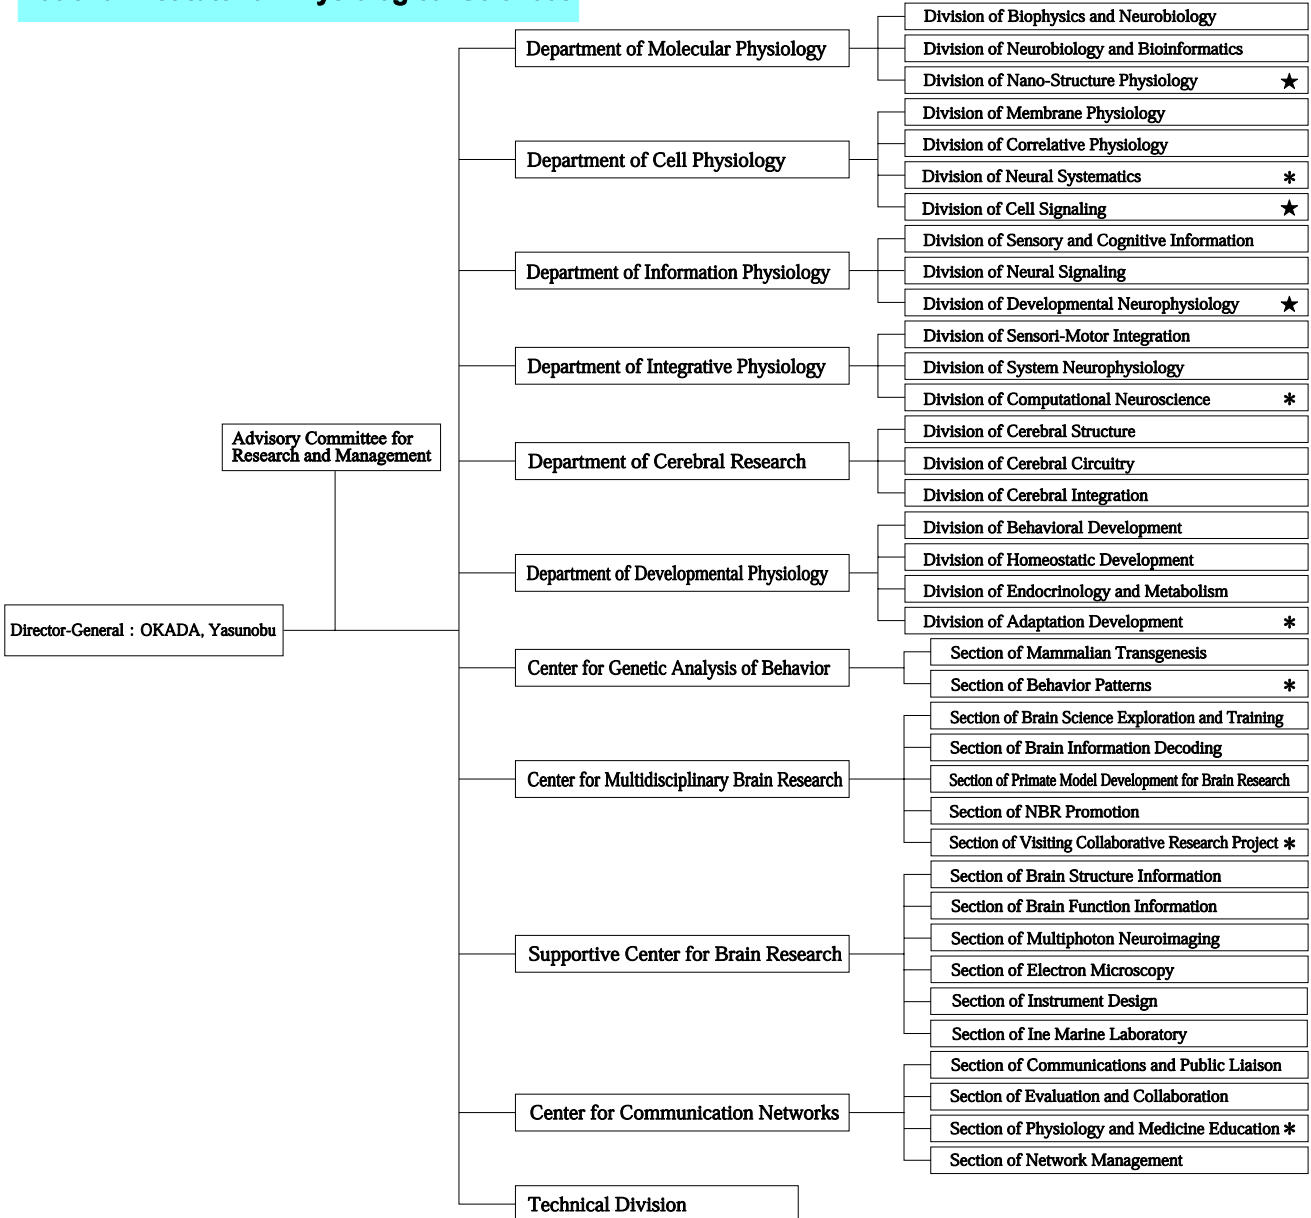 Department of Molecular Physiology
Division of Biophysics and Neurobiology
Division of Neurobiology and Bioinformatics
Division of Nano-Structure Physiology ★
Department of Cell Physiology
Division of Membrane Physiology
Division of Correlative Physiology
Division of Neural Systematics *
Division of Cell Signaling ★
Department of Information Physiology
Division of Sensory and Cognitive Information
Division of Neural Signaling
Division of Developmental Neurophysiology ★
Department of Integrative Physiology
Division of Sensori-Motor Integration
Division of System Neurophysiology
Division of Computational Neuroscience *
Advisory Committee for
Research and Management
Department of Cerebral Research
Division of Cerebral Structure
Division of Cerebral Circuitry
Division of Cerebral Integration
Department of Developmental Physiology
Division of Behavioral Development
Division of Homeostatic Development
Division of Endocrinology and Metabolism
Division of Adaptation Development *
Director-General : OKADA, Yasunobu
Center for Genetic Analysis of Behavior
Section of Mammalian Transgenesis
Section of Behavior Patterns *
Center for Multidisciplinary Brain Research
Section of Brain Science Exploration and Training
Section of Brain Information Decoding
Section of Primate Model Development for Brain Research
Section of NBR Promotion
Section of Visiting Collaborative Research Project *
Supportive Center for Brain Research
Section of Brain Structure Information
Section of Brain Function Information
Section of Multiphoton Neuroimaging
Section of Electron Microscopy
Section of Instrument Design
Section of Ine Marine Laboratory
Center for Communication Networks
Section of Communications and Public Liaison
Section of Evaluation and Collaboration
Section of Physiology and Medicine Education *
Section of Network Management
Technical Division